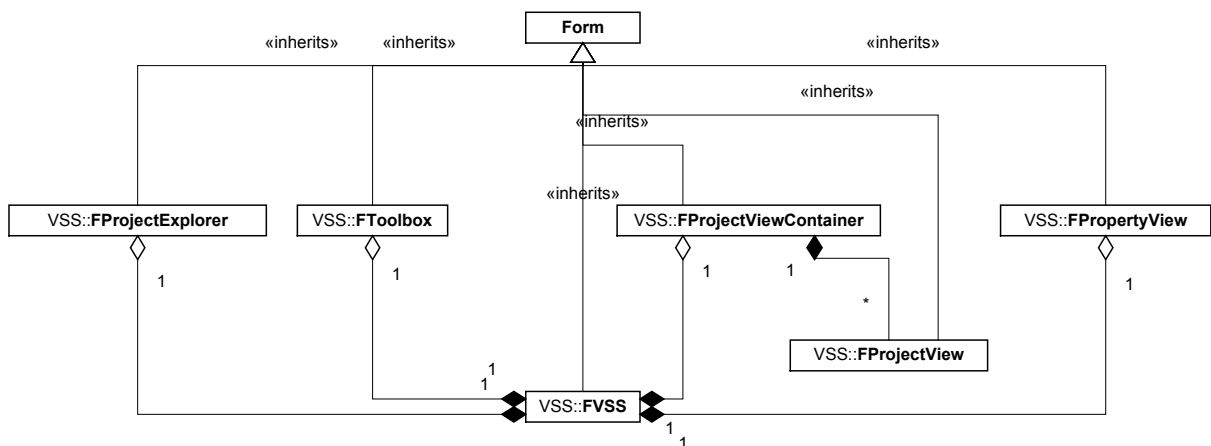 Form
«inherits»
«inherits»
«inherits»
«inherits»
«inherits»
«inherits»
VSS::FProjectExplorer
VSS::FToolbox
VSS::FProjectViewContainer
VSS::FPropertyView
1
1
1
1
1
*
VSS::FProjectView
1
1
VSS::FVSS
1
1